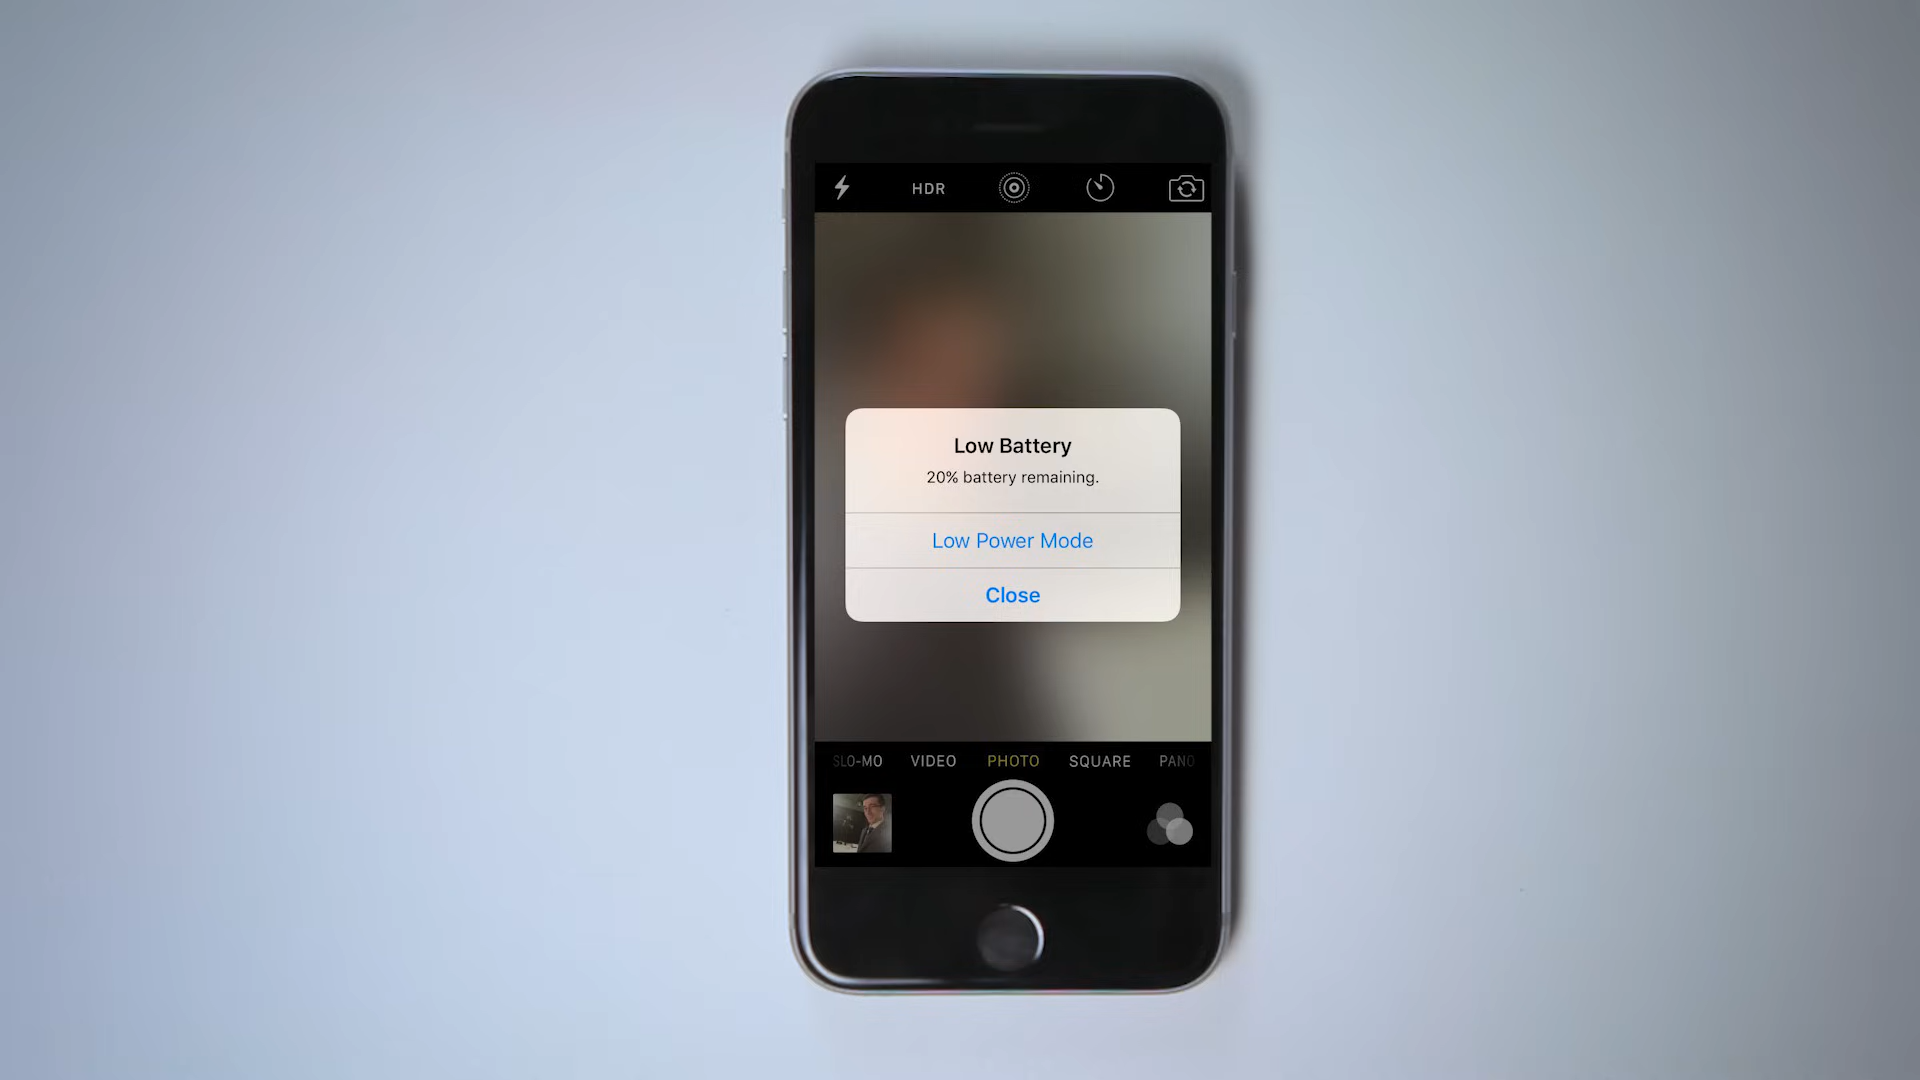 HDR
Low Battery
20% battery remaining.
Low Power Mode
Close
SLO-MO VIDEO PHOTO SQUARE PANO